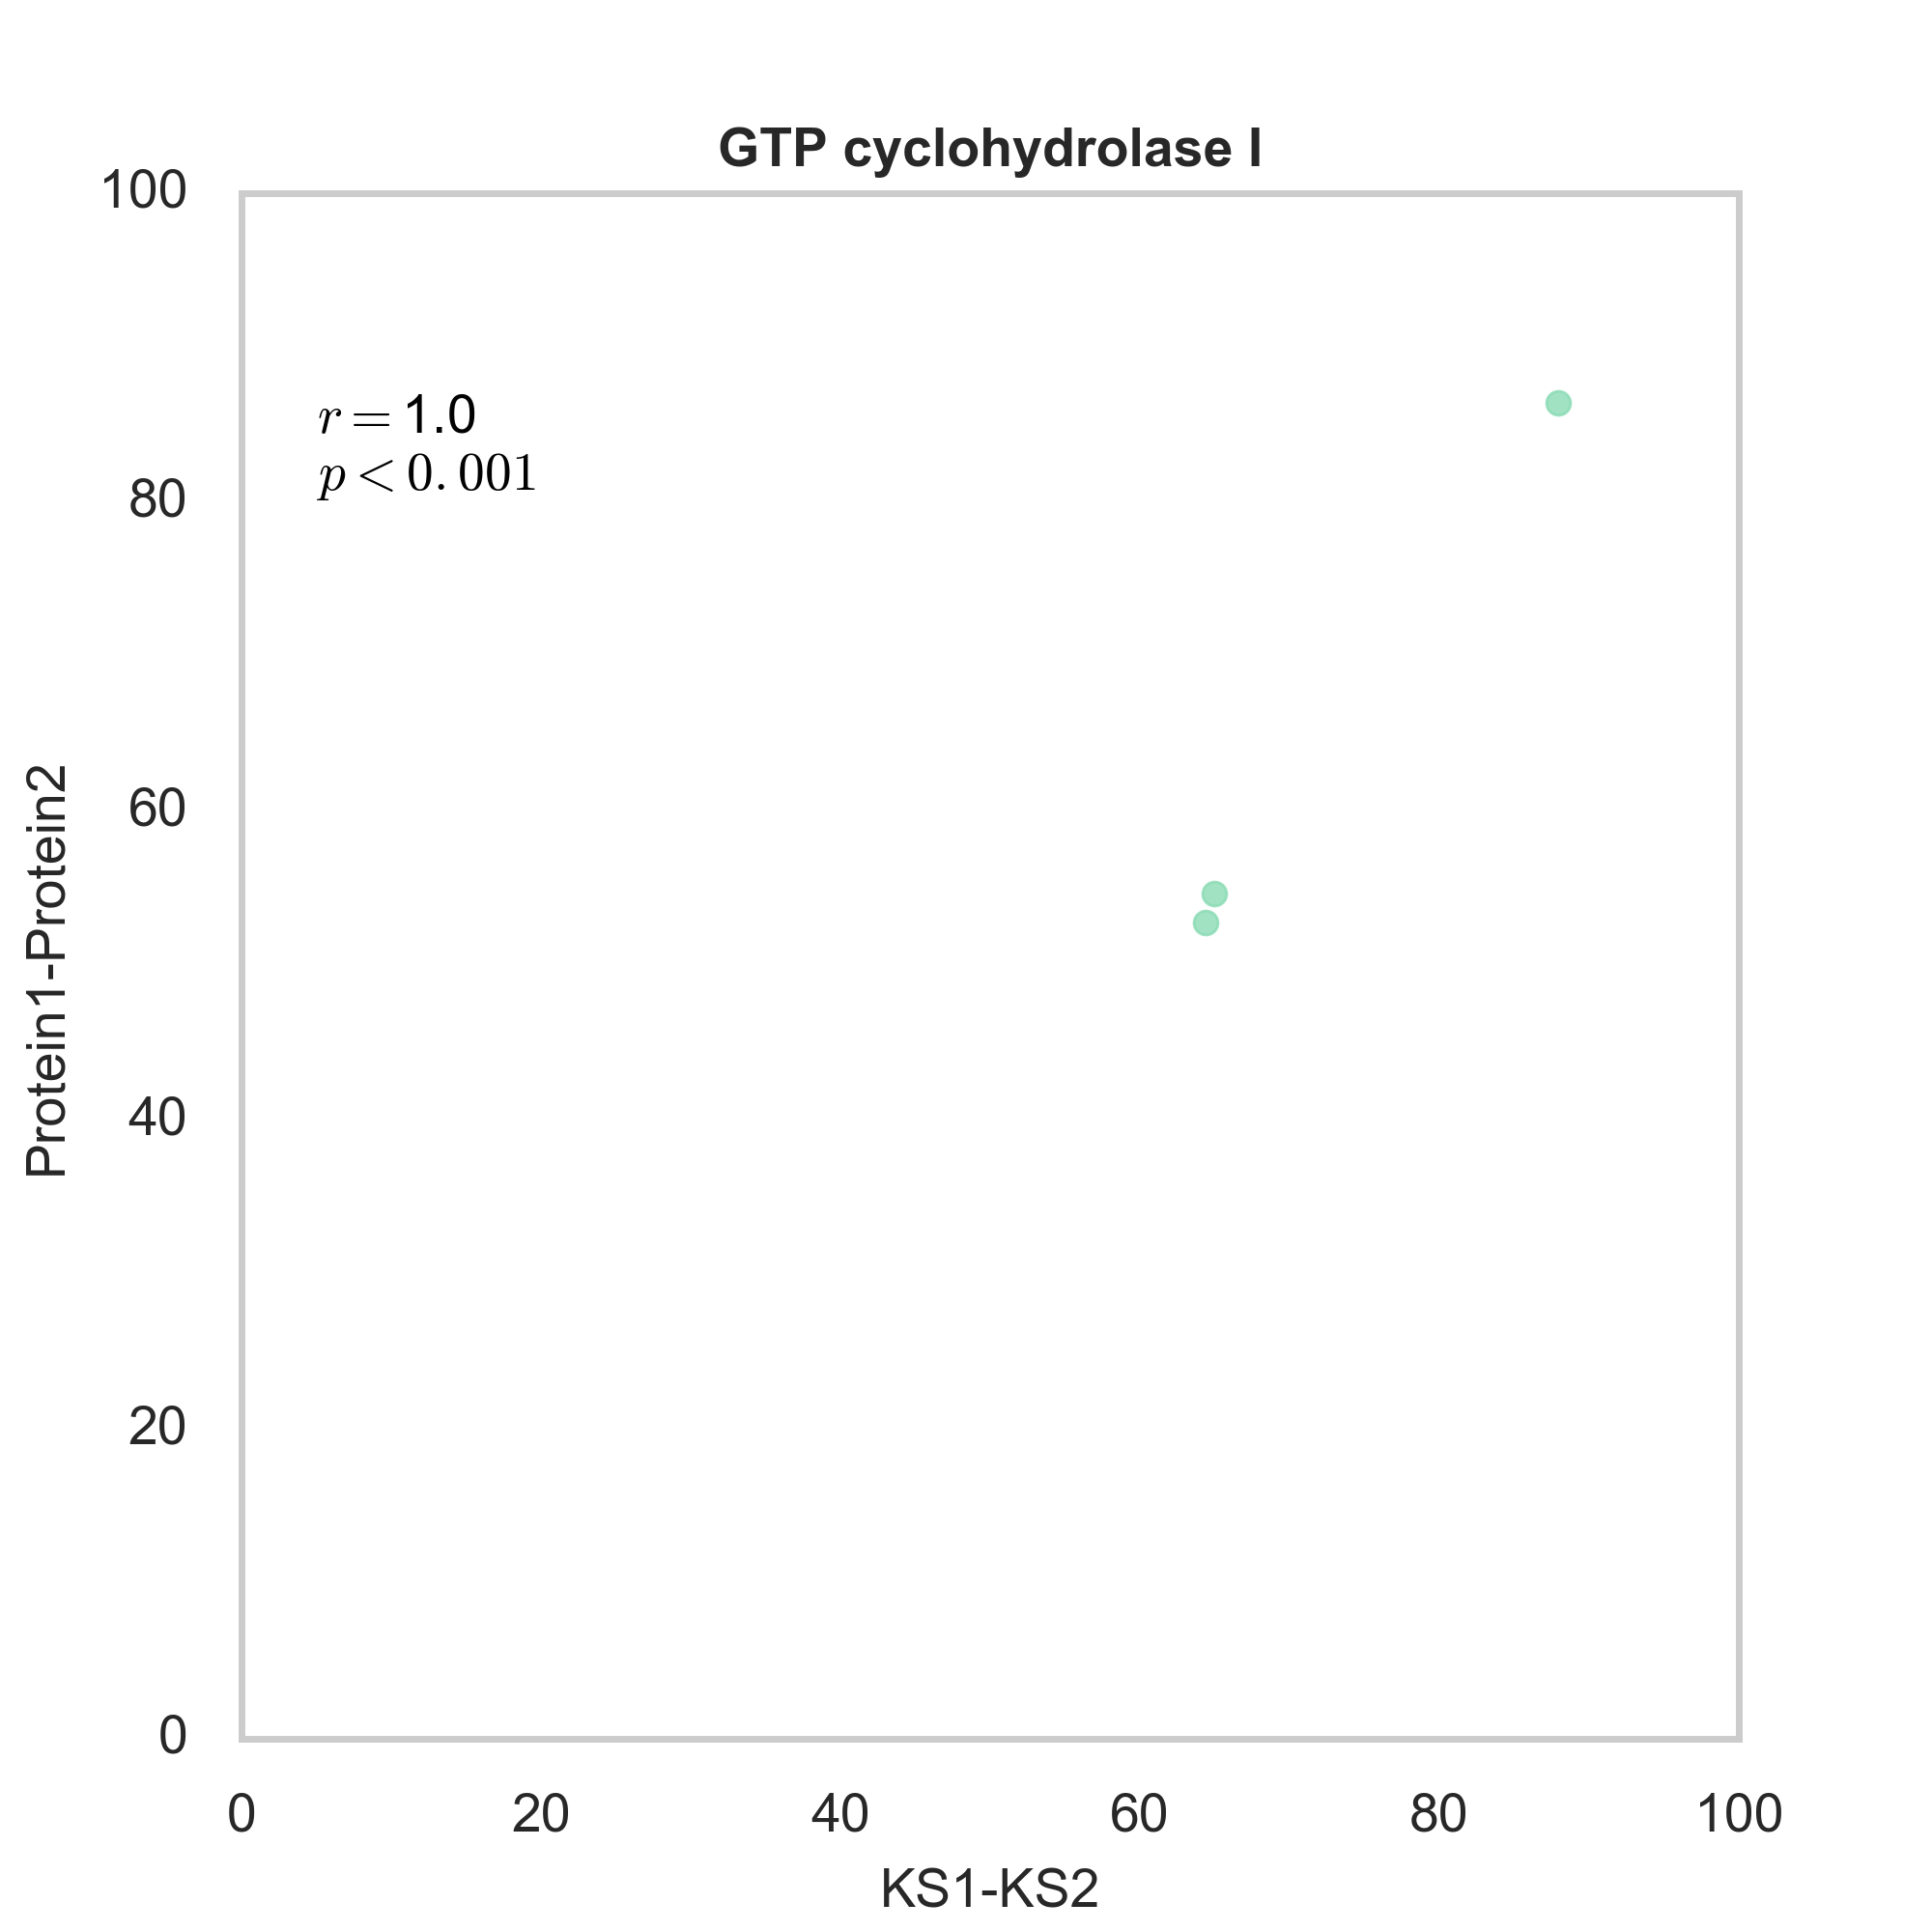 GTP cyclohydrolase I
100
80
60
40
20
0
r = 1.0
p < 0.001
Protein1-Protein2
0 20 40 60 80 100
KS1-KS2